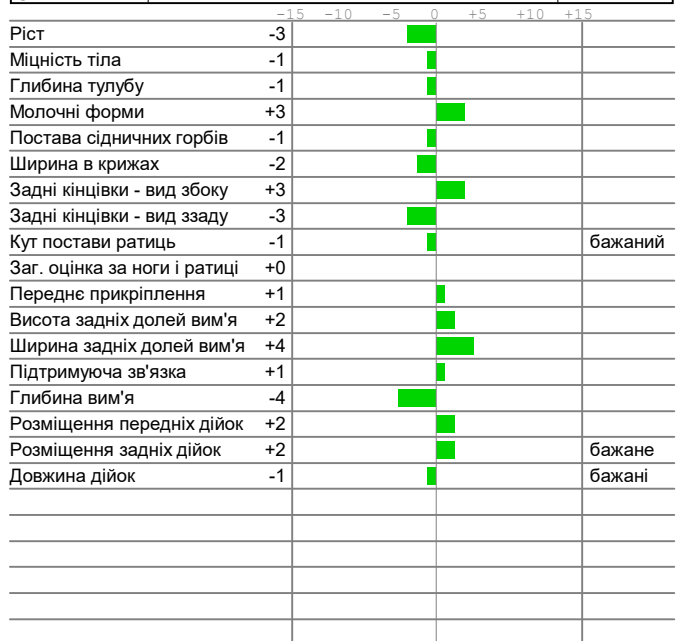 -15 -10 -5 0 +5 +10 +15
Ріст -3
Міцність тіла -1
Глибина тулубу -1
Молочні форми +3
Постава сідничних горбів -1
Ширина в крижах -2
Задні кінцівки - вид збоку +3
Задні кінцівки - вид ззаду -3
Кут постави ратиць -1 бажаний
Заг. оцінка за ноги і ратиці +0
Переднє прикріплення +1
Висота задніх долей вим'я +2
Ширина задніх долей вим'я +4
Підтримуюча зв'язка +1
Глибина вим'я -4
Розміщення передніх дійок +2
Розміщення задніх дійок +2 бажане
Довжина дійок -1 бажані